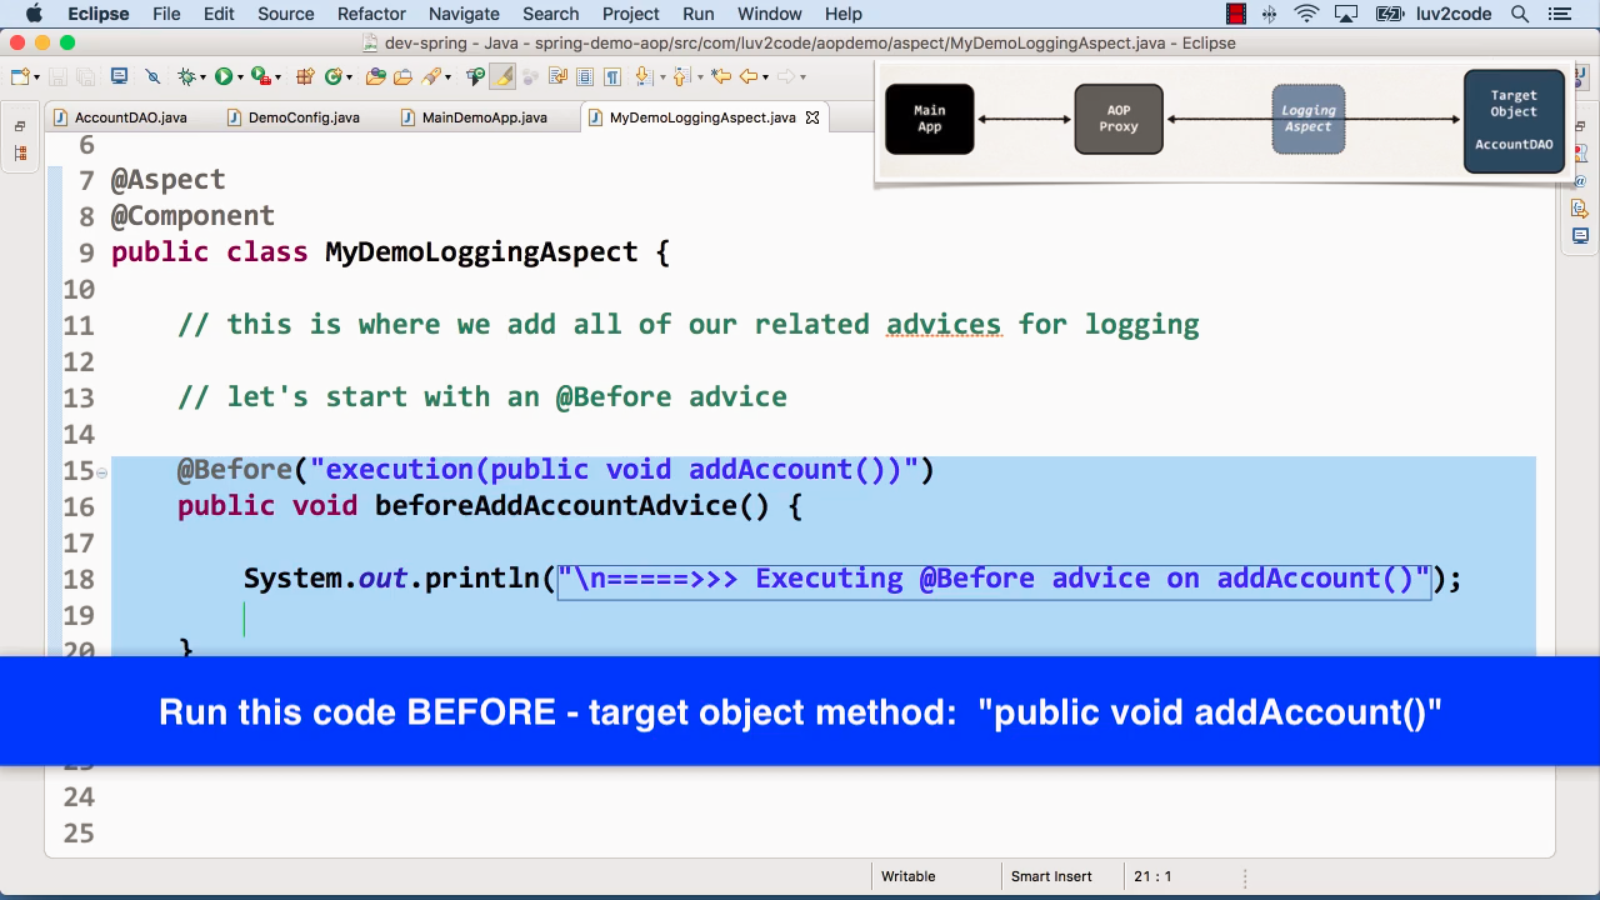 Eclipse File Edit Source Refactor Navigate Search Project Run Window Help luv2code
dev-spring - Java - spring-demo-aop/src/com/luv2code/aopdemo/aspect/MyDemoLoggingAspect.java - Eclipse
AccountDAO.java DemoConfig.java MainDemoApp.java MyDemoLoggingAspect.java
Main
App
AOP
Proxy
Logging
Aspect
Target
Object
AccountDAO
6
7 @Aspect
8 @Component
9 public class MyDemoLoggingAspect {
10
11 // this is where we add all of our related advices for logging
12
13 // let's start with an @Before advice
14
15 @Before("execution(public void addAccount())")
16 public void beforeAddAccountAdvice() {
17
18 System.out.println("\n=====>>> Executing @Before advice on addAccount()");
19
20 }
Run this code BEFORE - target object method: "public void addAccount()"
24
25
Writable Smart Insert 21 : 1